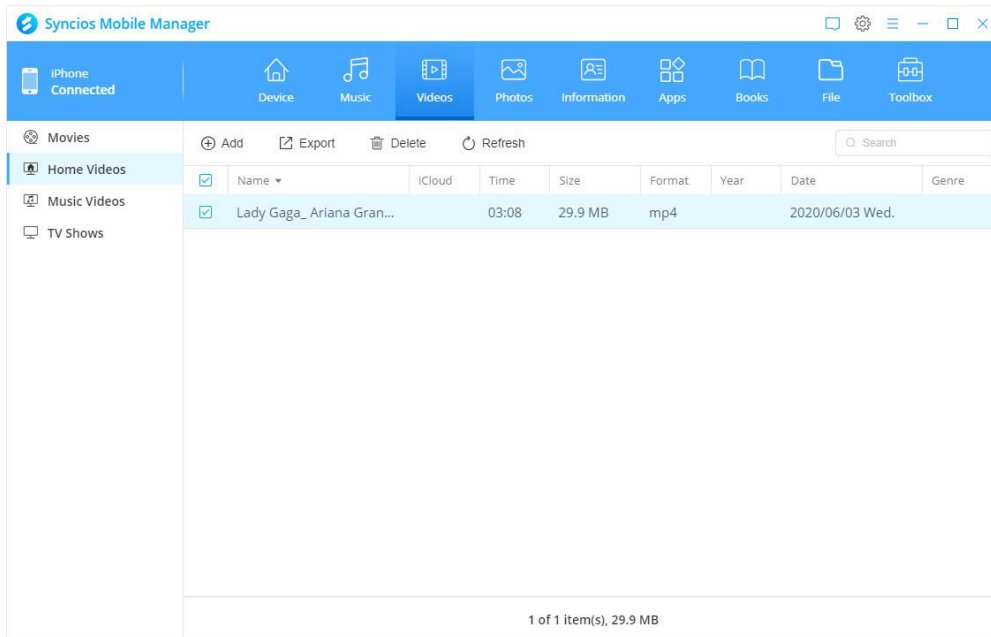 Syncios Mobile Manager
iPhone
Connected
Device Music Videos Photos Information Apps Books File Toolbox
Movies
Home Videos
Music Videos
TV Shows
Add Export Delete Refresh Search
Name iCloud Time Size Format Year Date Genre
Lady Gaga_ Ariana Gran... 03:08 29.9 MB mp4 2020/06/03 Wed.
1 of 1 item(s), 29.9 MB